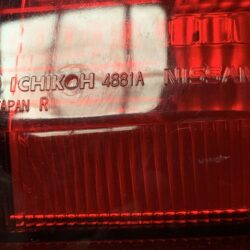 ICHIKOH 4881A NISSAN
JAPAN R